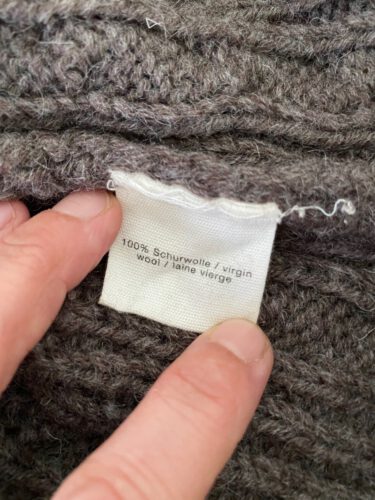 100% Schurwolle / virgin
wool / laine vierge